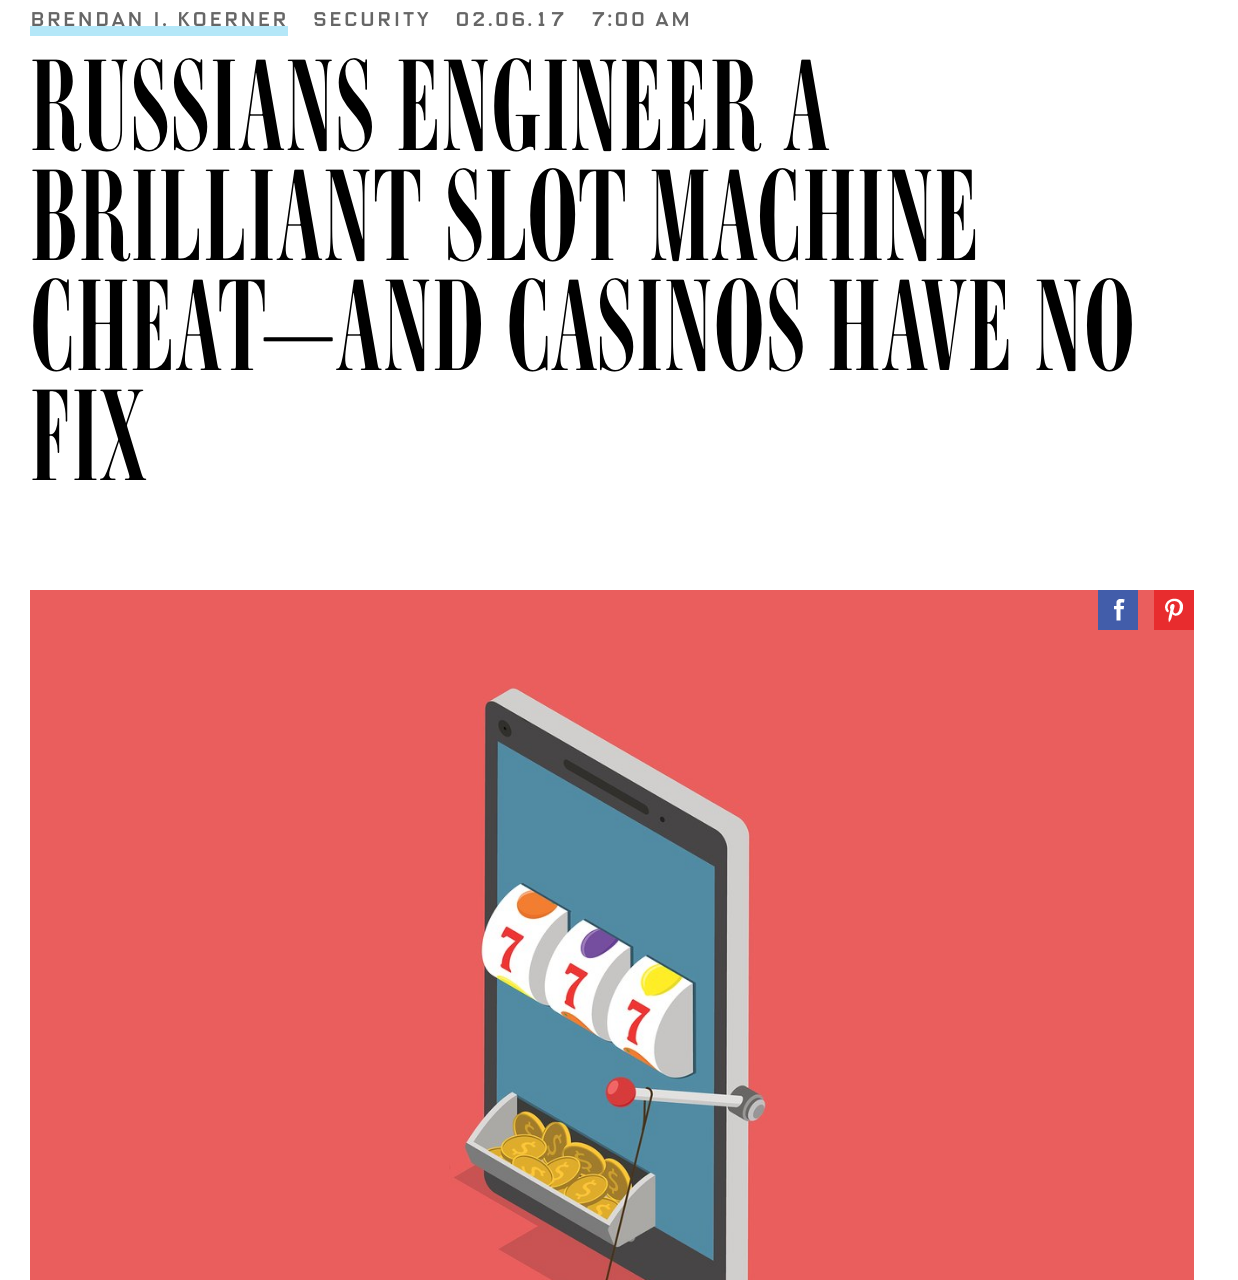 BRENDAN I. KOERNER SECURITY 02.06.17 7:00 AM
RUSSIANS ENGINEER A
BRILLIANT SLOT MACHINE
CHEAT—AND CASINOS HAVE NO
FIX
7 7 7